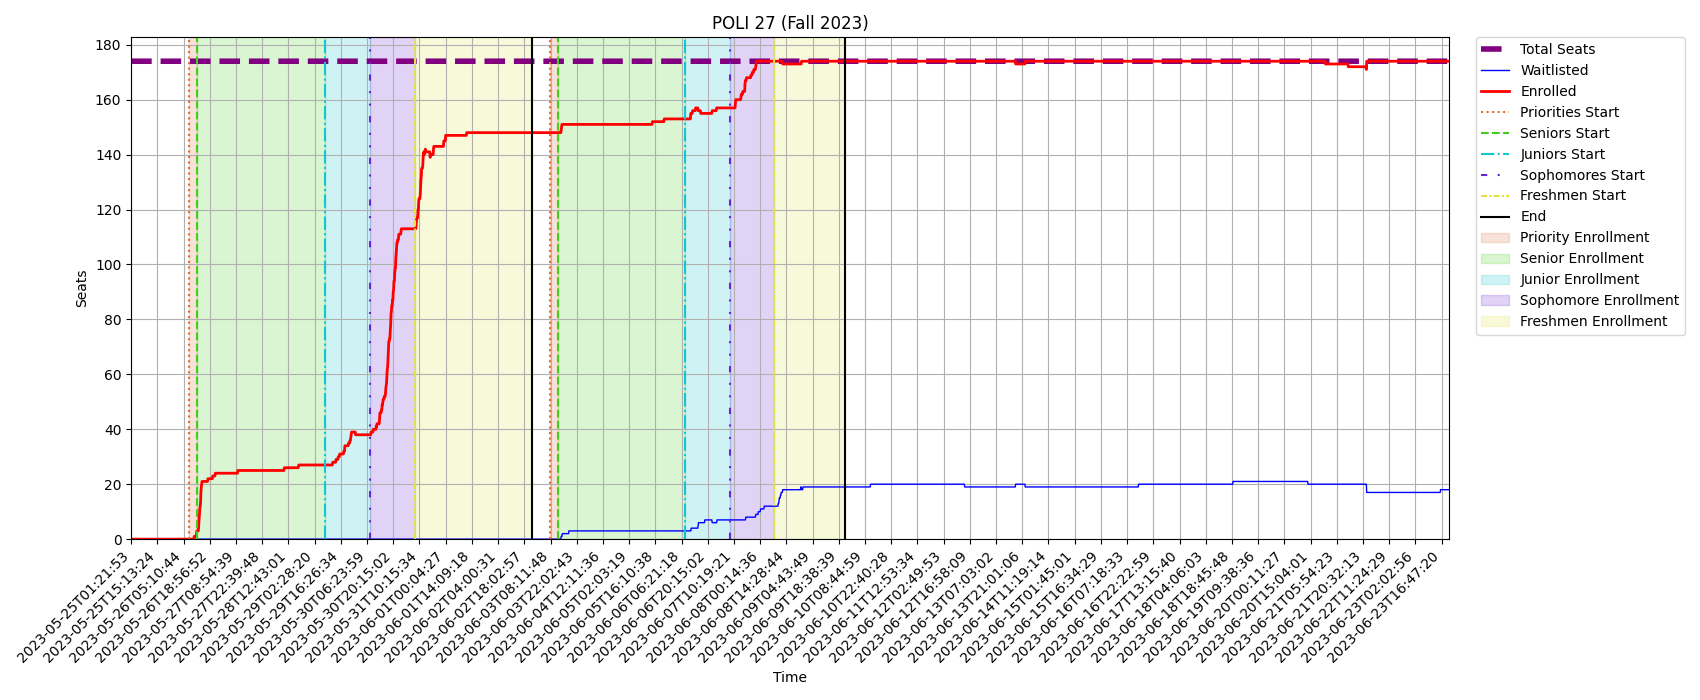 POLI 27 (Fall 2023)
180
160
140
120
100
80
60
40
20
0
Seats
2023-05-25T01:21:53
2023-05-25T15:13:24
2023-05-26T05:10:44
2023-05-26T18:56:52
2023-05-27T08:54:39
2023-05-27T22:39:48
2023-05-28T12:43:01
2023-05-29T02:28:20
2023-05-29T16:26:34
2023-05-30T06:23:59
2023-05-30T20:15:02
2023-05-31T10:15:34
2023-06-01T00:04:27
2023-06-01T14:09:18
2023-06-02T04:00:31
2023-06-02T18:02:57
2023-06-03T08:11:48
2023-06-03T22:02:43
2023-06-04T12:11:36
2023-06-05T02:03:19
2023-06-05T16:10:38
2023-06-06T06:21:18
2023-06-06T20:15:02
2023-06-07T10:19:21
2023-06-08T00:14:36
2023-06-08T14:28:44
2023-06-09T04:43:49
2023-06-09T18:38:39
2023-06-10T08:44:59
2023-06-10T22:40:28
2023-06-11T12:53:34
2023-06-12T02:49:53
2023-06-12T16:58:09
2023-06-13T07:03:02
2023-06-13T21:01:06
2023-06-14T11:19:14
2023-06-15T01:45:01
2023-06-15T16:34:29
2023-06-16T07:18:33
2023-06-16T22:22:59
2023-06-17T13:15:40
2023-06-18T04:06:03
2023-06-18T18:45:48
2023-06-19T09:38:36
2023-06-20T00:11:27
2023-06-20T15:04:01
2023-06-21T05:54:23
2023-06-21T20:32:13
2023-06-22T11:24:29
2023-06-23T02:02:56
2023-06-23T16:47:20
Time
Total Seats
Waitlisted
Enrolled
Priorities Start
Seniors Start
Juniors Start
Sophomores Start
Freshmen Start
End
Priority Enrollment
Senior Enrollment
Junior Enrollment
Sophomore Enrollment
Freshmen Enrollment